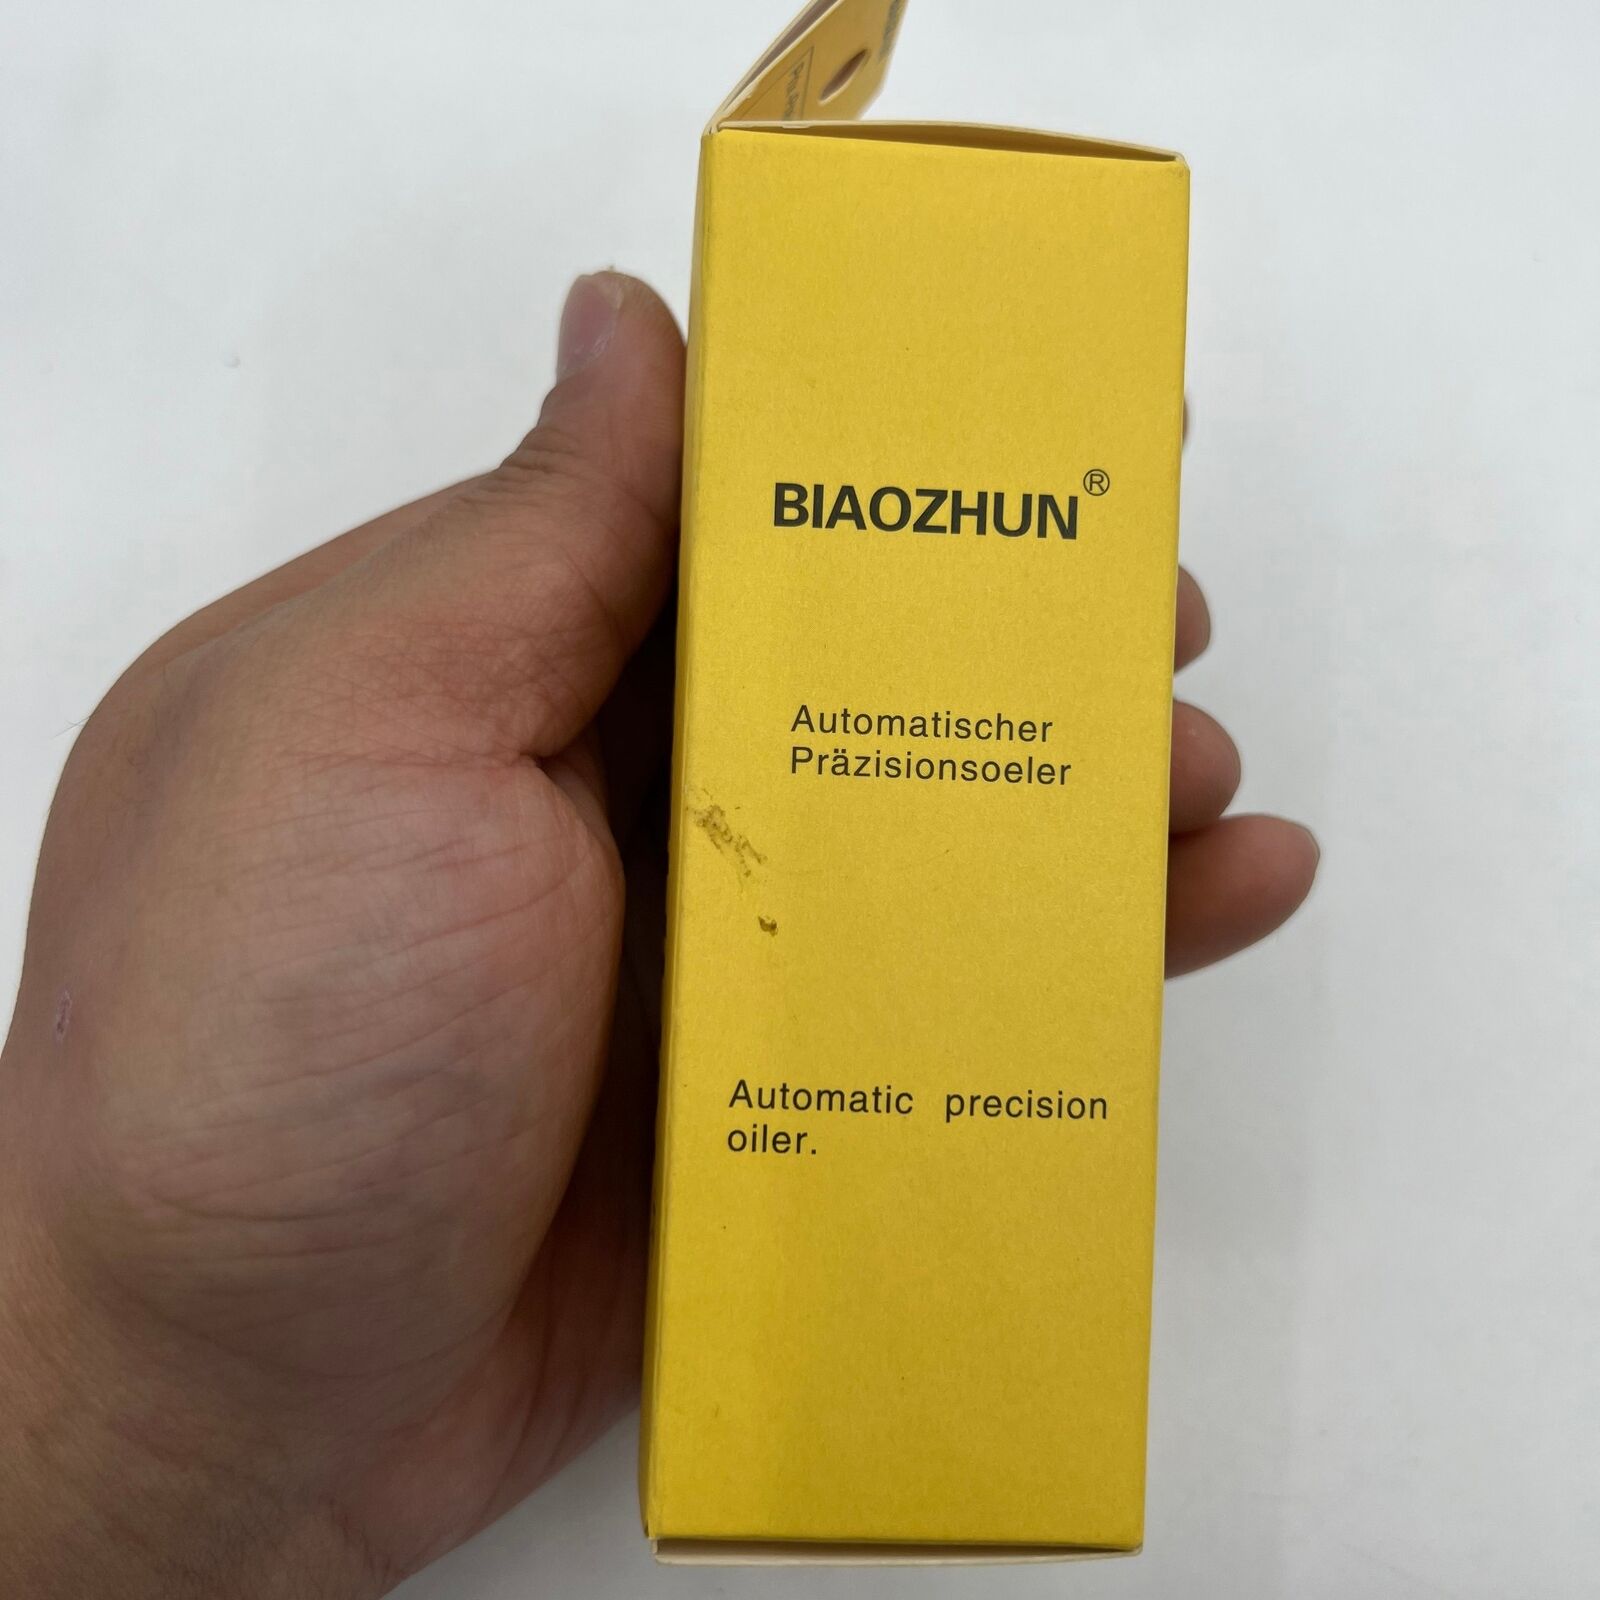 BIAOZHUN®
Automatischer
Präzisionsoeler
Automatic precision
oiler.